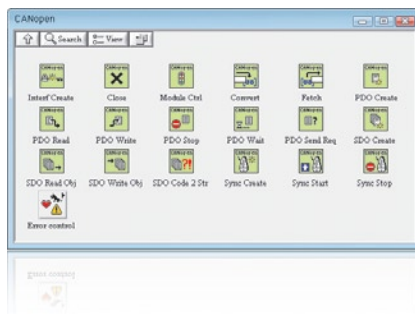 CANopen
Search View
Interf Create Close Module Ctrl Convert Fetch PDO Create
PDO Read PDO Write PDO Stop PDO Wait PDO Send Req SDO Create
SDO Read Obj SDO Write Obj SDO Code 2 Str Sync Create Sync Start Sync Stop
Error control